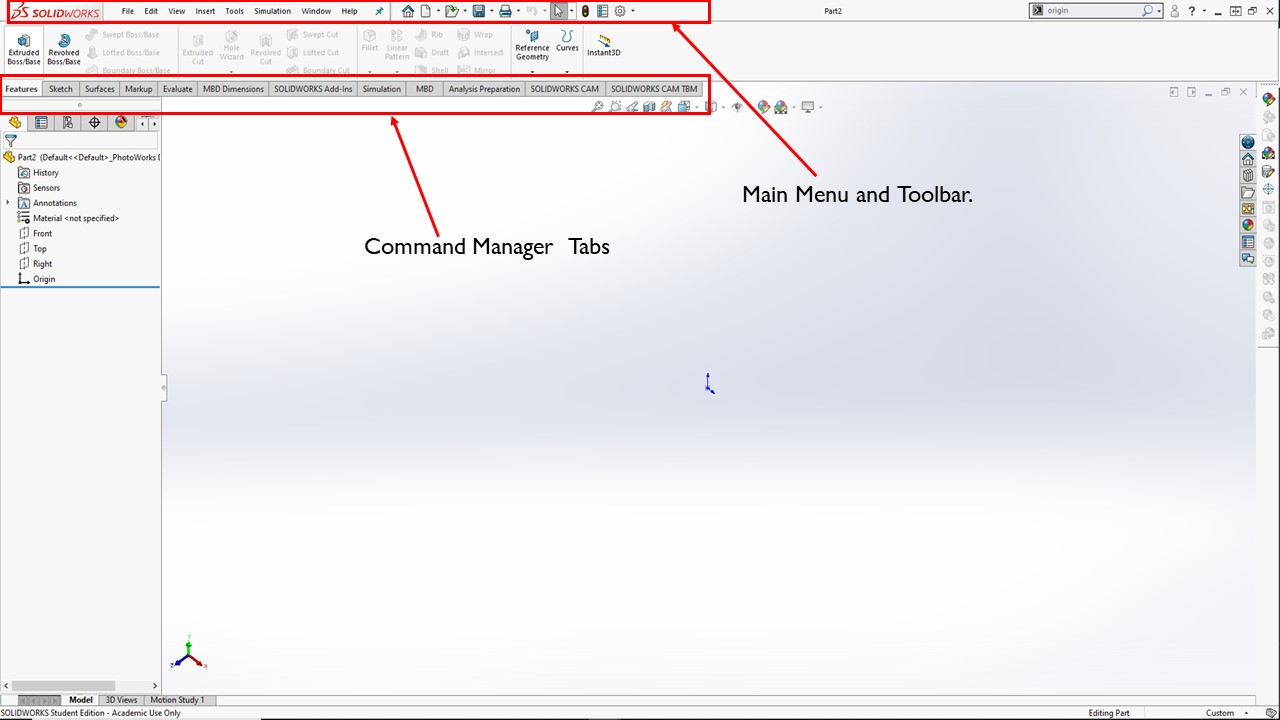 SOLIDWORKS File Edit View Insert Tools Simulation Window Help Part2 origin
Extruded Boss/Base
Revolved Boss/Base
Swept Boss/Base
Lofted Boss/Base
Boundary Boss/Base
Extruded Cut
Hole Wizard
Revolved Cut
Swept Cut
Lofted Cut
Boundary Cut
Fillet
Linear Pattern
Rib
Draft
Shell
Wrap
Intersect
Mirror
Reference Geometry
Curves
Instant3D
Features Sketch Surfaces Markup Evaluate MBD Dimensions SOLIDWORKS Add-Ins Simulation MBD Analysis Preparation SOLIDWORKS CAM SOLIDWORKS CAM TBM
Part2 (Default<<Default>_PhotoWorks
History
Sensors
Annotations
Material <not specified>
Front
Top
Right
Origin
Main Menu and Toolbar.
Command Manager Tabs
Y
Z
X
Model 3D Views Motion Study 1
SOLIDWORKS Student Edition - Academic Use Only Editing Part Custom